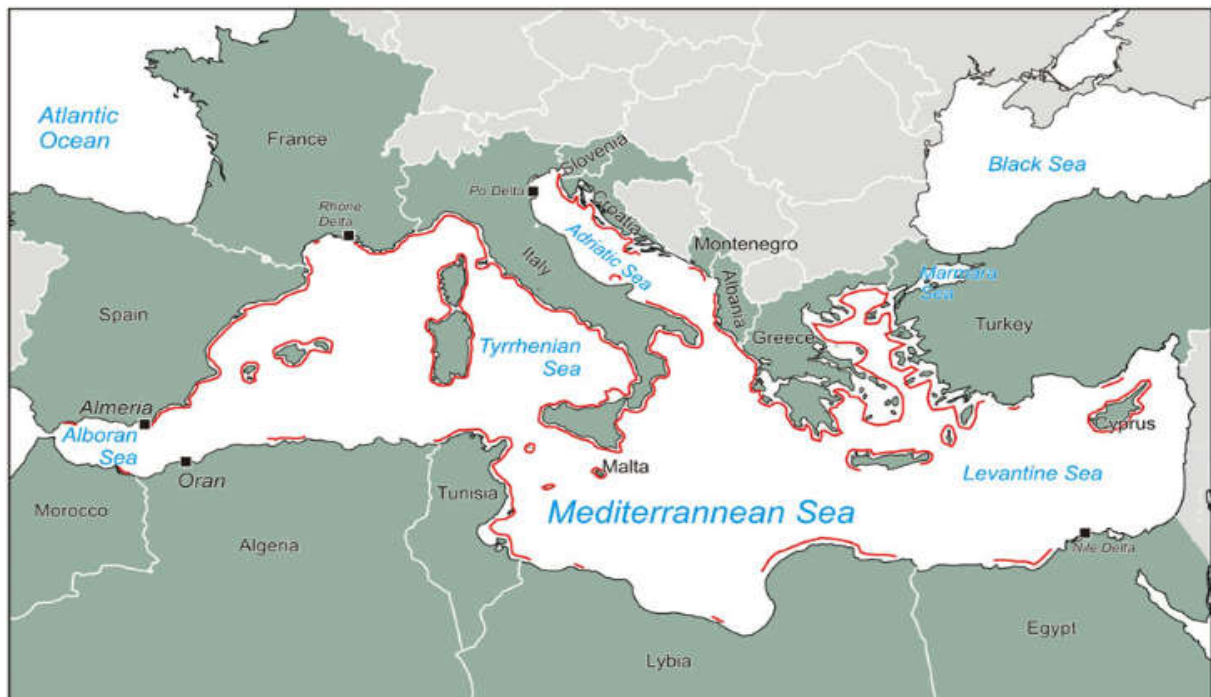 Atlantic
Ocean
France
Slovenia
Po Delta
Croatia
Black Sea
Rhone
Delta
Adriatic Sea
Montenegro
Italy
Marmara
Sea
Albania
Spain
Greece
Turkey
Tyrrhenian
Sea
Almeria
Alboran
Sea
Cyprus
Malta
Levantine Sea
Oran
Tunisia
Morocco
Mediterrannean Sea
Algeria
Nile Delta
Egypt
Lybia